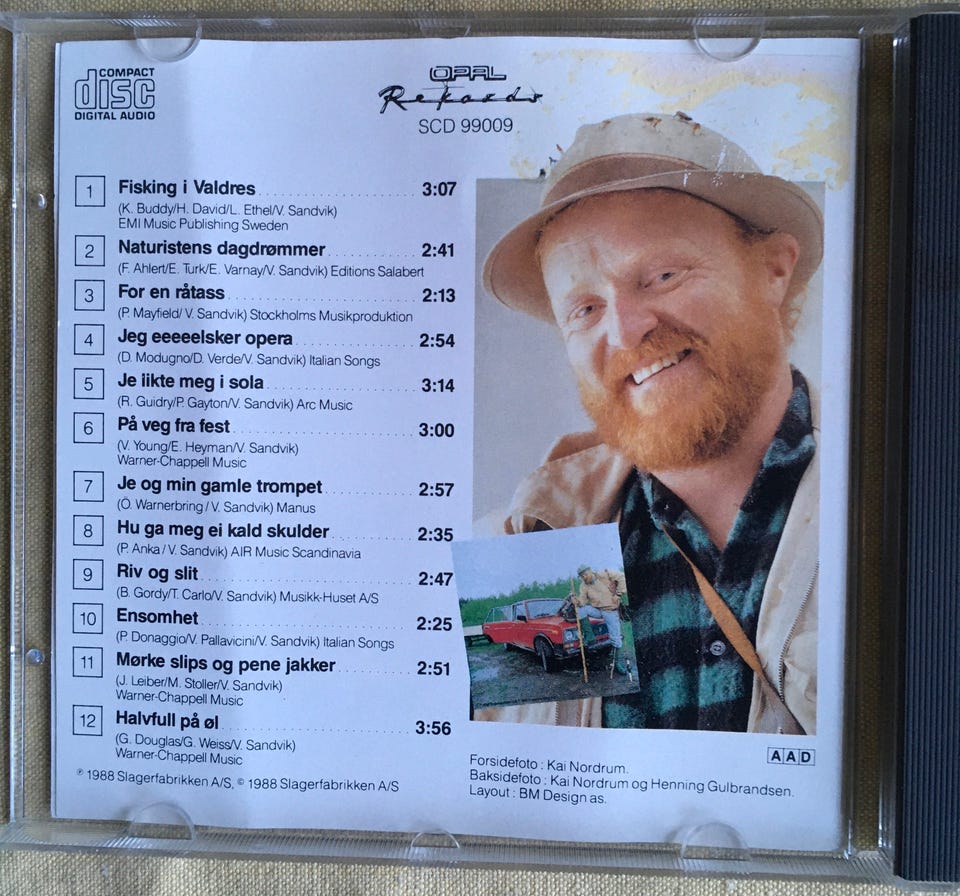 COMPACT
disc
DIGITAL AUDIO
OPAL
Rekords
SCD 99009
1 Fisking i Valdres 3:07
(K. Buddy/H. David/L. Ethel/V. Sandvik)
EMI Music Publishing Sweden
2 Naturistens dagdrømmer 2:41
(F. Ahlert/E. Turk/E. Varnay/V. Sandvik) Editions Salabert
3 For en råtass 2:13
(P. Mayfield/ V. Sandvik) Stockholms Musikproduktion
4 Jeg eeeeelsker opera 2:54
(D. Modugno/D. Verde/V. Sandvik) Italian Songs
5 Je likte meg i sola 3:14
(R. Guidry/P. Gayton/V. Sandvik) Arc Music
6 På veg fra fest 3:00
(V. Young/E. Heyman/V. Sandvik)
Warner-Chappell Music
7 Je og min gamle trompet 2:57
(Ö. Warnerbring / V. Sandvik) Manus
8 Hu ga meg ei kald skulder 2:35
(P. Anka / V. Sandvik) AIR Music Scandinavia
9 Riv og slit 2:47
(B. Gordy/T. Carlo/V. Sandvik) Musikk-Huset A/S
10 Ensomhet 2:25
(P. Donaggio/V. Pallavicini/V. Sandvik) Italian Songs
11 Mørke slips og pene jakker 2:51
(J. Leiber/M. Stoller/V. Sandvik)
Warner-Chappell Music
12 Halvfull på øl 3:56
(G. Douglas/G. Weiss/V. Sandvik)
Warner-Chappell Music
℗ 1988 Slagerfabrikken A/S, © 1988 Slagerfabrikken A/S
AAD
Forsidefoto : Kai Nordrum.
Baksidefoto : Kai Nordrum og Henning Gulbrandsen.
Layout : BM Design as.